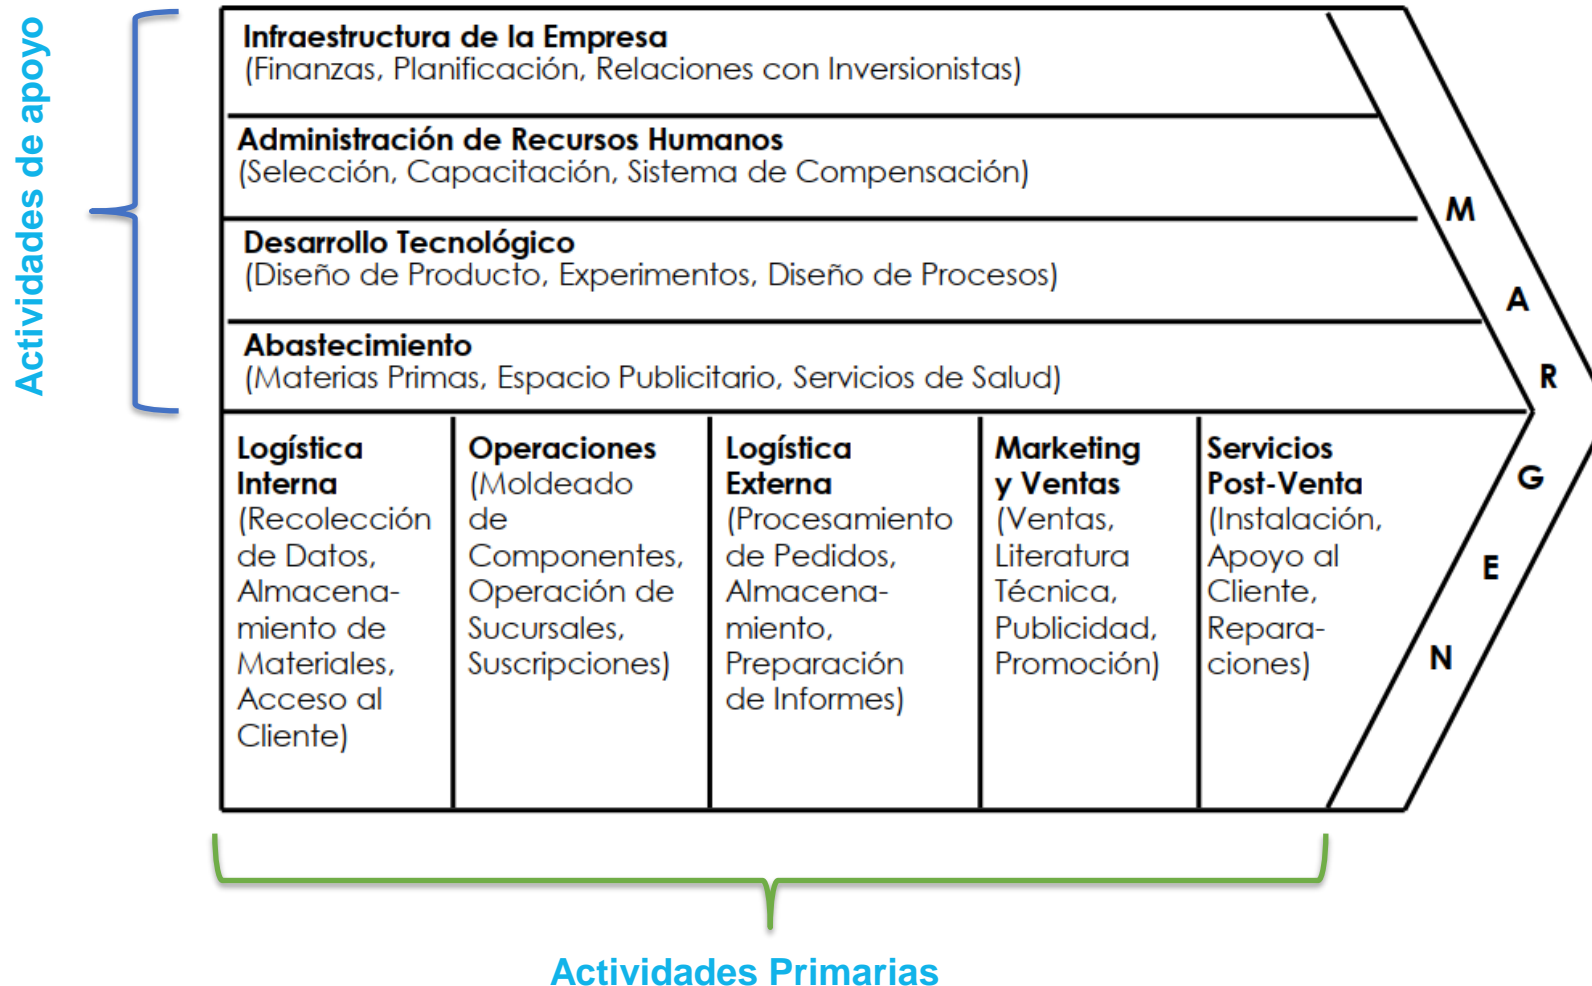 Actividades de apoyo
Infraestructura de la Empresa
(Finanzas, Planificación, Relaciones con Inversionistas)
Administración de Recursos Humanos
(Selección, Capacitación, Sistema de Compensación)
Desarrollo Tecnológico
(Diseño de Producto, Experimentos, Diseño de Procesos)
Abastecimiento
(Materias Primas, Espacio Publicitario, Servicios de Salud)
Logística
Interna
(Recolección
de Datos,
Almacena-
miento de
Materiales,
Acceso al
Cliente)
Operaciones
(Moldeado
de
Componentes,
Operación de
Sucursales,
Suscripciones)
Logística
Externa
(Procesamiento
de Pedidos,
Almacena-
miento,
Preparación
de Informes)
Marketing
y Ventas
(Ventas,
Literatura
Técnica,
Publicidad,
Promoción)
Servicios
Post-Venta
(Instalación,
Apoyo al
Cliente,
Repara-
ciones)
M A R G E N
Actividades Primarias